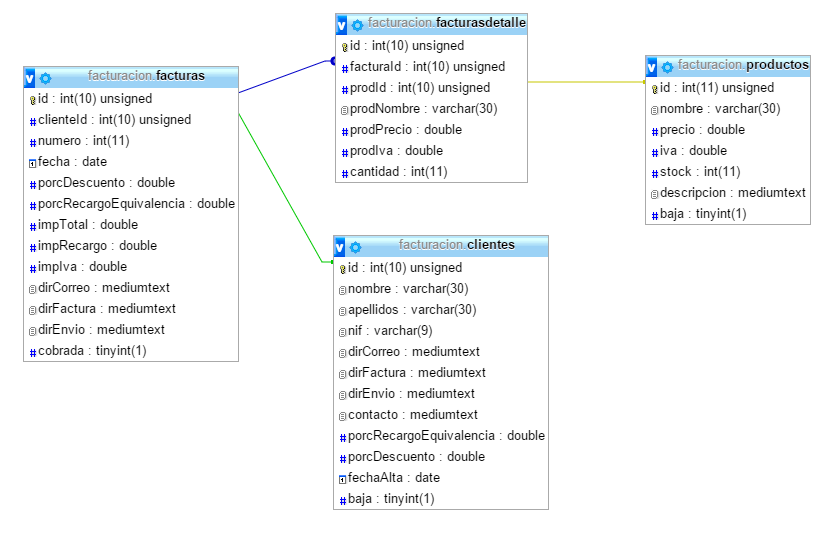 facturacion.facturas
id : int(10) unsigned
clienteId : int(10) unsigned
numero : int(11)
fecha : date
porcDescuento : double
porcRecargoEquivalencia : double
impTotal : double
impRecargo : double
impIva : double
dirCorreo : mediumtext
dirFactura : mediumtext
dirEnvio : mediumtext
cobrada : tinyint(1)
facturacion.facturasdetalle
id : int(10) unsigned
facturaId : int(10) unsigned
prodId : int(10) unsigned
prodNombre : varchar(30)
prodPrecio : double
prodIva : double
cantidad : int(11)
facturacion.productos
id : int(11) unsigned
nombre : varchar(30)
precio : double
iva : double
stock : int(11)
descripcion : mediumtext
baja : tinyint(1)
facturacion.clientes
id : int(10) unsigned
nombre : varchar(30)
apellidos : varchar(30)
nif : varchar(9)
dirCorreo : mediumtext
dirFactura : mediumtext
dirEnvio : mediumtext
contacto : mediumtext
porcRecargoEquivalencia : double
porcDescuento : double
fechaAlta : date
baja : tinyint(1)